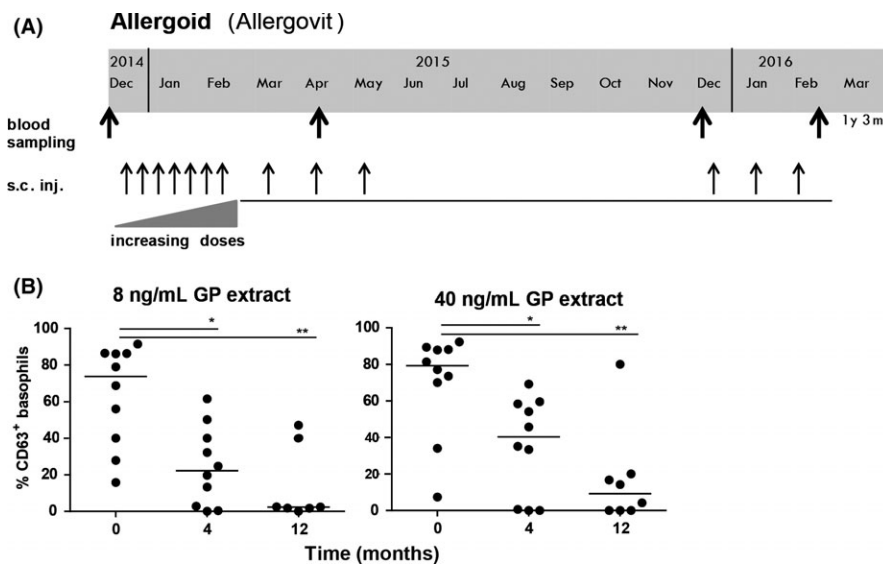 (A) Allergoid (Allergovit)
2014 2015 2016
Dec Jan Feb Mar Apr May Jun Jul Aug Sep Oct Nov Dec Jan Feb Mar
blood sampling
1y 3m
s.c. inj.
increasing doses
(B)
8 ng/mL GP extract
40 ng/mL GP extract
* **
* **
% CD63⁺ basophils
100
80
60
40
20
0
100
80
60
40
20
0
0 4 12
0 4 12
Time (months)